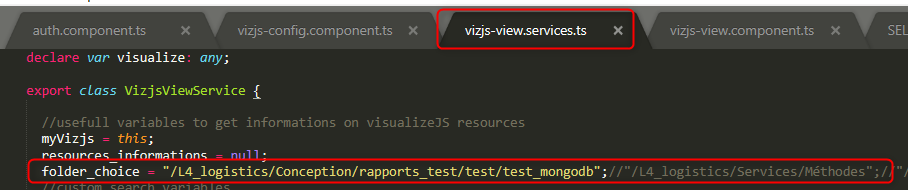 auth.component.ts × vizjs-config.component.ts × vizjs-view.services.ts × vizjs-view.component.ts × SEL
declare var visualize: any;
export class VizjsViewService {
//usefull variables to get informations on visualizeJS resources
myVizjs = this;
resources_informations = null;
folder_choice = "/L4_logistics/Conception/rapports_test/test/test_mongodb";//"/L4_logistics/Services/Méthodes";//"/
//custom search variables